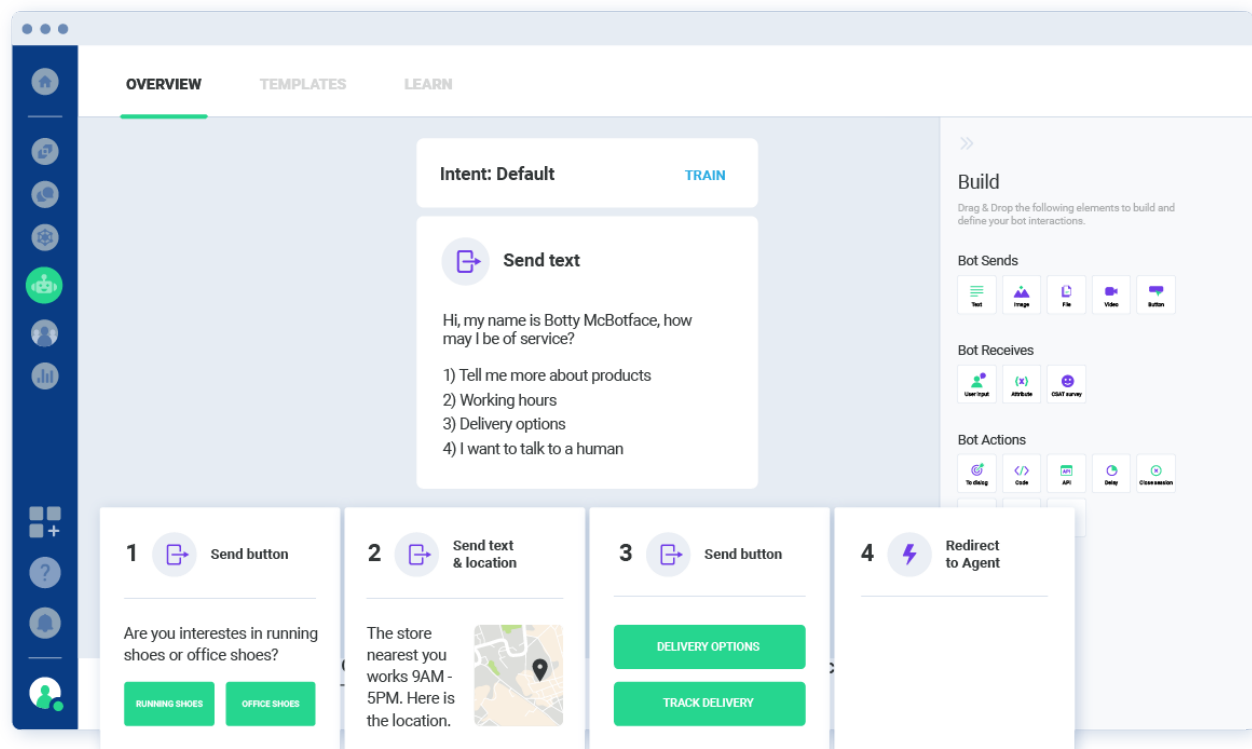 OVERVIEW
TEMPLATES
LEARN
Intent: Default
TRAIN
Send text
Hi, my name is Botty McBotface, how
may I be of service?
1) Tell me more about products
2) Working hours
3) Delivery options
4) I want to talk to a human
Build
Drag & Drop the following elements to build and
define your bot interactions.
Bot Sends
Text
Image
File
Video
Button
Bot Receives
User input
Attribute
CSAT survey
Bot Actions
To dialog
Code
API
API
Delay
Close session
1
Send button
Are you interestes in running
shoes or office shoes?
RUNNING SHOES
OFFICE SHOES
2
Send text
& location
The store
nearest you
works 9AM -
5PM. Here is
the location.
3
Send button
DELIVERY OPTIONS
TRACK DELIVERY
4
Redirect
to Agent